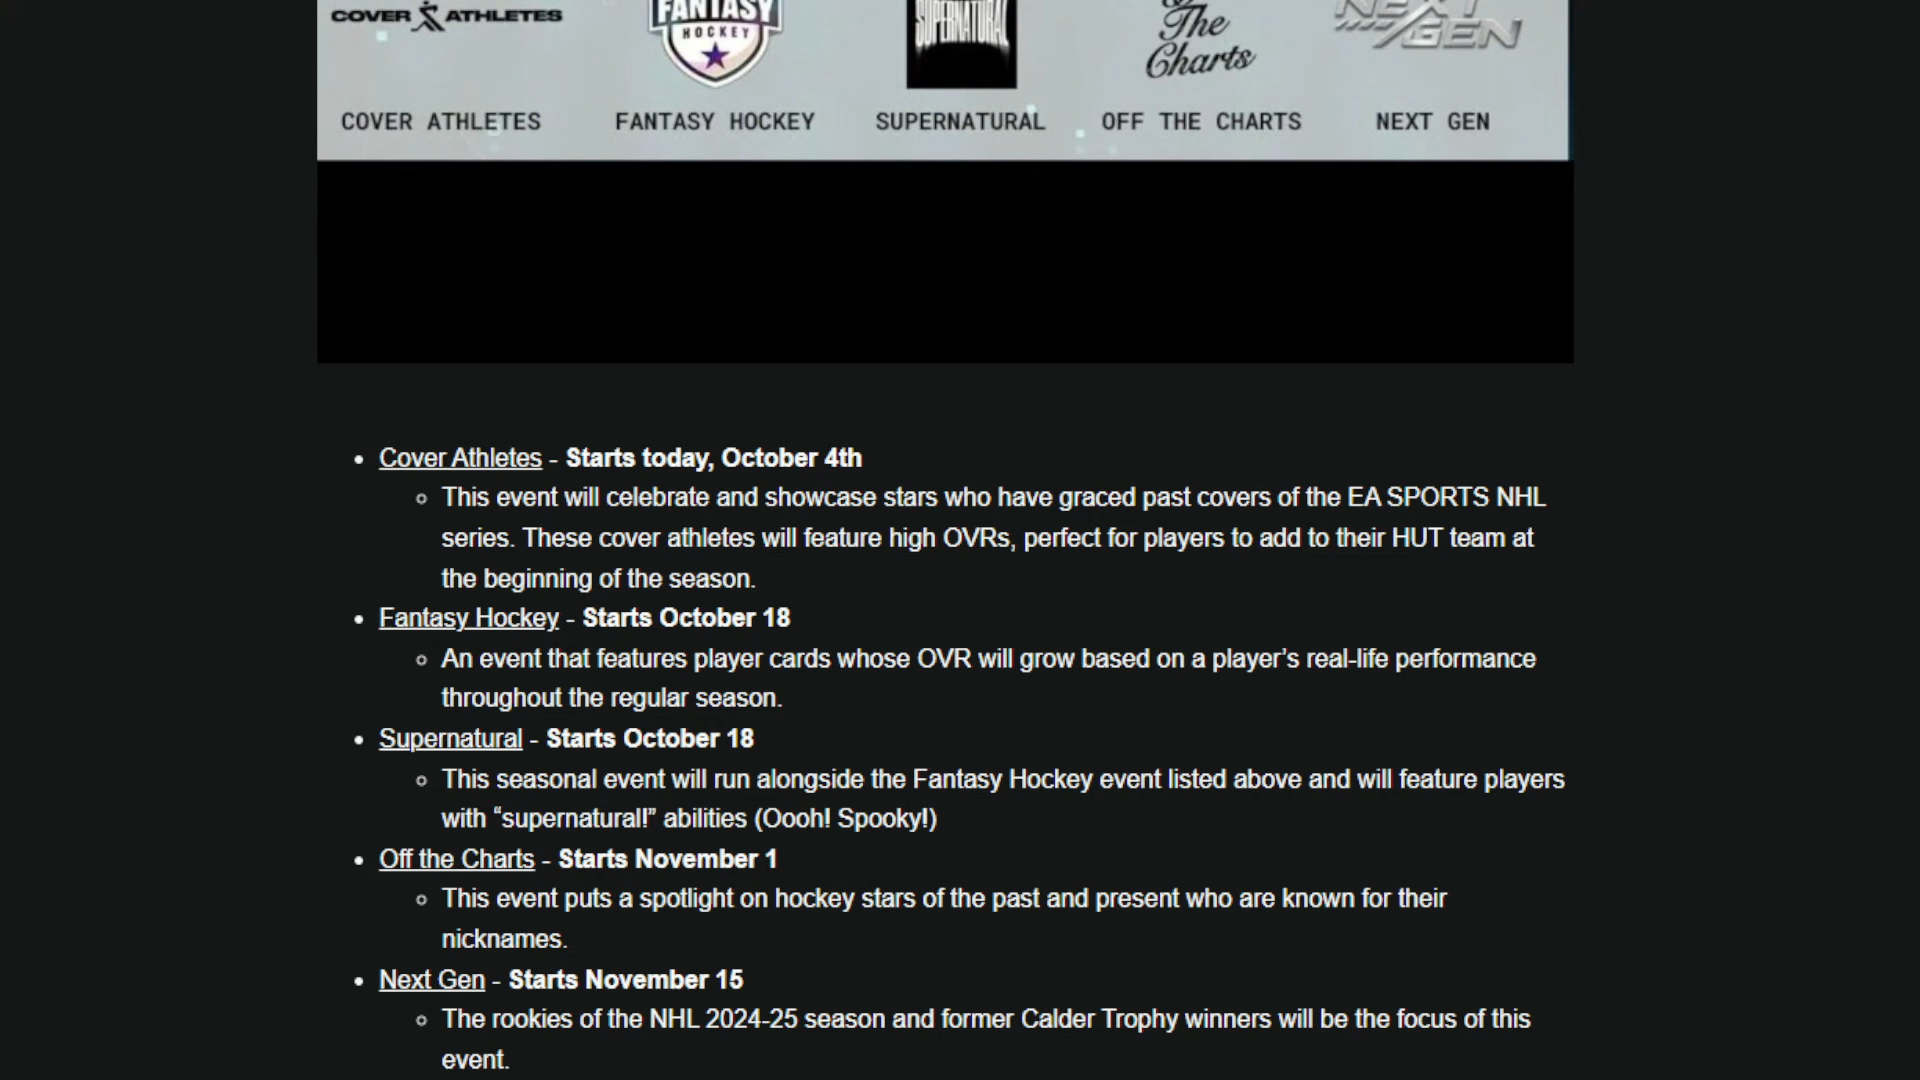 COVER ATHLETES
FANTASY
HOCKEY
SUPERNATURAL
The
Charts
NEXT
GEN
COVER ATHLETES
FANTASY HOCKEY
SUPERNATURAL
OFF THE CHARTS
NEXT GEN
• Cover Athletes - Starts today, October 4th
○ This event will celebrate and showcase stars who have graced past covers of the EA SPORTS NHL
series. These cover athletes will feature high OVRs, perfect for players to add to their HUT team at
the beginning of the season.
• Fantasy Hockey - Starts October 18
○ An event that features player cards whose OVR will grow based on a player’s real-life performance
throughout the regular season.
• Supernatural - Starts October 18
○ This seasonal event will run alongside the Fantasy Hockey event listed above and will feature players
with “supernatural!” abilities (Oooh! Spooky!)
• Off the Charts - Starts November 1
○ This event puts a spotlight on hockey stars of the past and present who are known for their
nicknames.
• Next Gen - Starts November 15
○ The rookies of the NHL 2024-25 season and former Calder Trophy winners will be the focus of this
event.